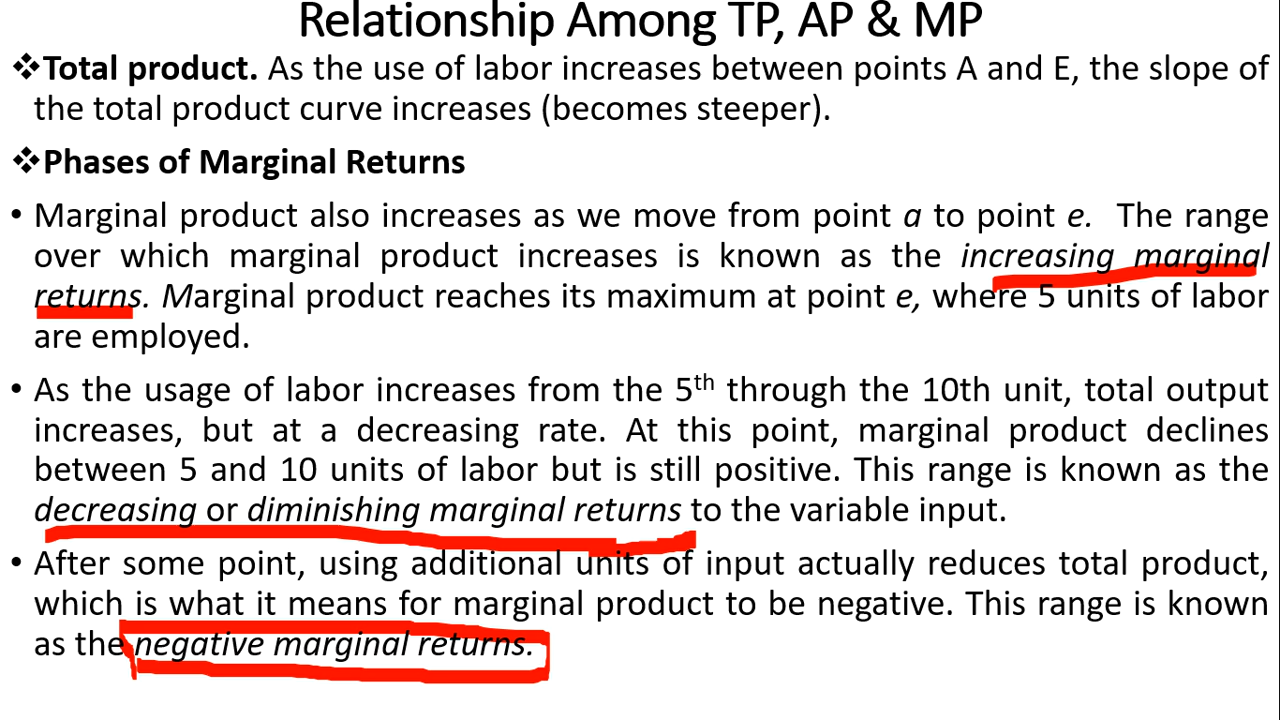 Relationship Among TP, AP & MP
❖Total product. As the use of labor increases between points A and E, the slope of
the total product curve increases (becomes steeper).
❖Phases of Marginal Returns
• Marginal product also increases as we move from point a to point e. The range
over which marginal product increases is known as the increasing marginal
returns. Marginal product reaches its maximum at point e, where 5 units of labor
are employed.
• As the usage of labor increases from the 5th through the 10th unit, total output
increases, but at a decreasing rate. At this point, marginal product declines
between 5 and 10 units of labor but is still positive. This range is known as the
decreasing or diminishing marginal returns to the variable input.
• After some point, using additional units of input actually reduces total product,
which is what it means for marginal product to be negative. This range is known
as the negative marginal returns.